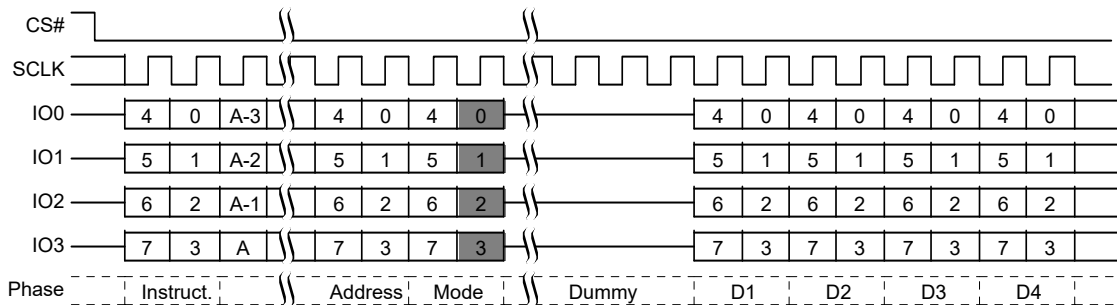 CS#
SCLK
IO0 4 0 A-3 4 0 4 0 4 0 4 0 4 0 4 0
IO1 5 1 A-2 5 1 5 1 5 1 5 1 5 1 5 1
IO2 6 2 A-1 6 2 6 2 6 2 6 2 6 2 6 2
IO3 7 3 A 7 3 7 3 7 3 7 3 7 3 7 3
Phase Instruct. Address Mode Dummy D1 D2 D3 D4